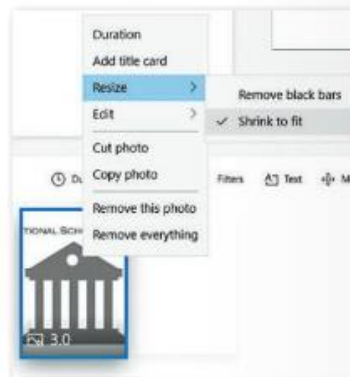 Duration
Add title card
Resize
Remove black bars
Edit
Shrink to fit
Cut photo
Copy photo
Filters
Text
Remove this photo
Remove everything
3.0